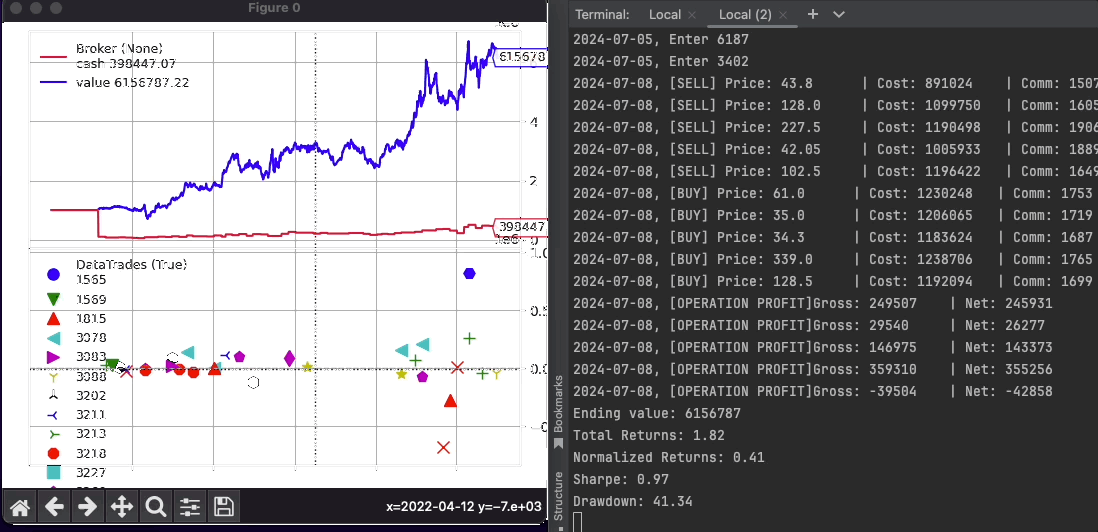 Figure 0
Broker (None)
cash 398447.07
value 6156787.22
615678
4
2
398447
1e6
1.0
DataTrades (True)
1565
1569
1815
3078
3083
3088
3202
3211
3213
3218
3227
0.5
0.0
x=2022-04-12 y=−7.e+03
Terminal:
Local ×
Local (2) ×
+
Bookmarks
Structure
2024-07-05, Enter 6187
2024-07-05, Enter 3402
2024-07-08, [SELL] Price: 43.8 | Cost: 891024 | Comm: 1507
2024-07-08, [SELL] Price: 128.0 | Cost: 1099750 | Comm: 1605
2024-07-08, [SELL] Price: 227.5 | Cost: 1190498 | Comm: 1906
2024-07-08, [SELL] Price: 42.05 | Cost: 1005933 | Comm: 1889
2024-07-08, [SELL] Price: 102.5 | Cost: 1196422 | Comm: 1649
2024-07-08, [BUY] Price: 61.0 | Cost: 1230248 | Comm: 1753
2024-07-08, [BUY] Price: 35.0 | Cost: 1206065 | Comm: 1719
2024-07-08, [BUY] Price: 34.3 | Cost: 1183624 | Comm: 1687
2024-07-08, [BUY] Price: 339.0 | Cost: 1238706 | Comm: 1765
2024-07-08, [BUY] Price: 128.5 | Cost: 1192094 | Comm: 1699
2024-07-08, [OPERATION PROFIT]Gross: 249507 | Net: 245931
2024-07-08, [OPERATION PROFIT]Gross: 29540 | Net: 26277
2024-07-08, [OPERATION PROFIT]Gross: 146975 | Net: 143373
2024-07-08, [OPERATION PROFIT]Gross: 359310 | Net: 355256
2024-07-08, [OPERATION PROFIT]Gross: -39504 | Net: -42858
Ending value: 6156787
Total Returns: 1.82
Normalized Returns: 0.41
Sharpe: 0.97
Drawdown: 41.34